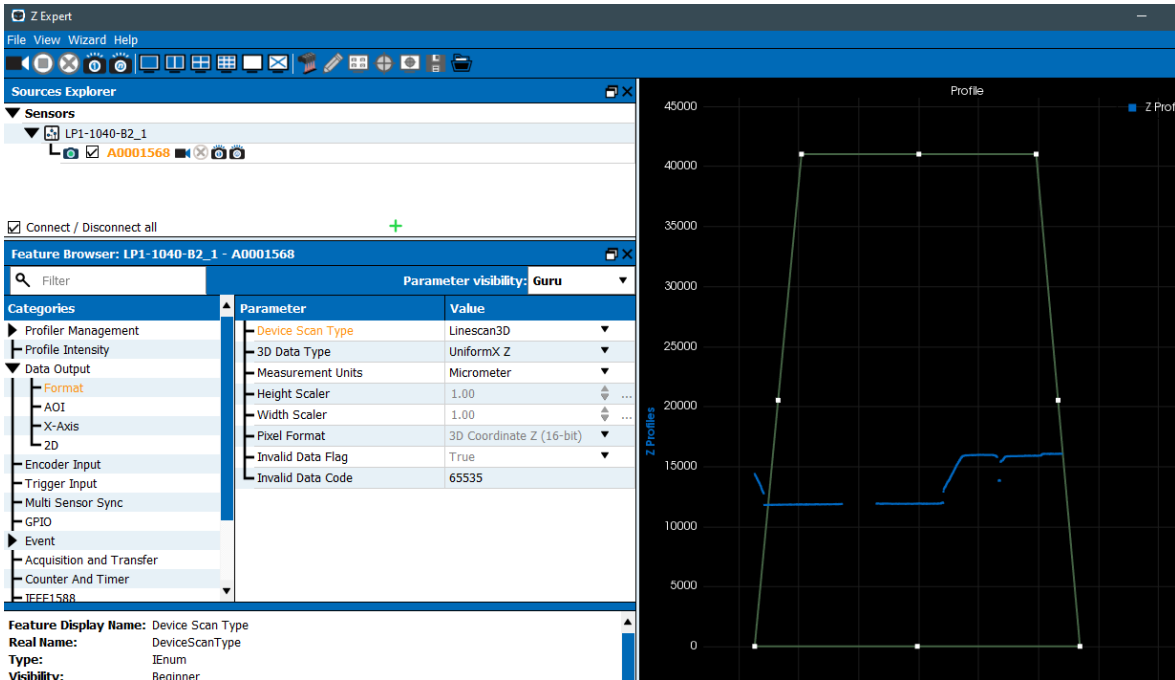 Z Expert
File View Wizard Help
Sources Explorer
Sensors
LP1-1040-B2_1
A0001568
Connect / Disconnect all
Feature Browser: LP1-1040-B2_1 - A0001568
Filter
Parameter visibility: Guru
Categories
Profiler Management
Profile Intensity
Data Output
Format
AOI
X-Axis
2D
Encoder Input
Trigger Input
Multi Sensor Sync
GPIO
Event
Acquisition and Transfer
Counter And Timer
IEEE1588
Parameter Value
Device Scan Type Linescan3D
3D Data Type UniformX Z
Measurement Units Micrometer
Height Scaler 1.00 ...
Width Scaler 1.00 ...
Pixel Format 3D Coordinate Z (16-bit)
Invalid Data Flag True
Invalid Data Code 65535
Feature Display Name: Device Scan Type
Real Name: DeviceScanType
Type: IEnum
Visibility: Beginner
Profile
Z Prof
45000
40000
35000
30000
25000
20000
15000
10000
5000
0
Z Profiles